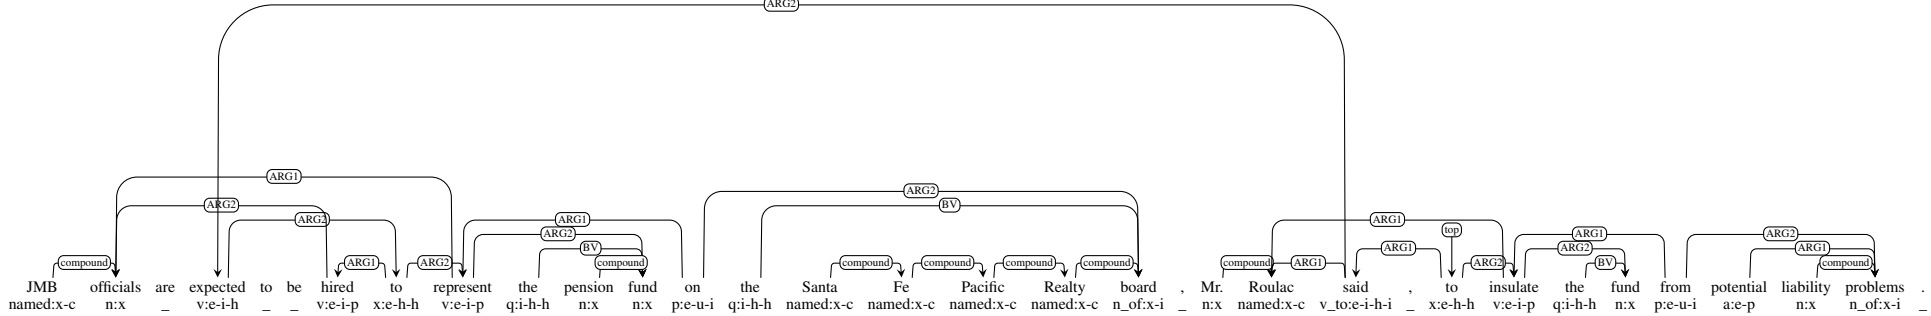 ARG2
ARG1
ARG2 ARG2
ARG2 BV ARG1 ARG1 top
ARG2 ARG1 ARG2
BV ARG1 ARG2 ARG1
compound ARG1 ARG2 compound compound compound compound compound compound ARG1 ARG2 BV compound
JMB officials are expected to be hired to represent the pension fund on the Santa Fe Pacific Realty board , Mr. Roulac said , to insulate the fund from potential liability problems .
named:x-c n:x _ v:e-i-h _ _ v:e-i-p x:e-h-h v:e-i-p q:i-h-h n:x n:x p:e-u-i q:i-h-h named:x-c named:x-c named:x-c named:x-c n_of:x-i _ n:x named:x-c v_to:e-i-h-i _ x:e-h-h v:e-i-p q:i-h-h n:x p:e-u-i a:e-p n:x n_of:x-i _